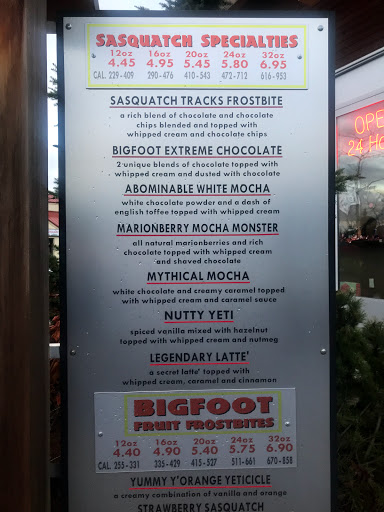 SASQUATCH SPECIALTIES
12oz 16oz 20oz 24oz 32oz
4.45 4.95 5.45 5.80 6.95
CAL. 229-409 290-476 410-543 472-712 616-953
SASQUATCH TRACKS FROSTBITE
a rich blend of chocolate and chocolate
chips blended and topped with
whipped cream and chocolate chips
BIGFOOT EXTREME CHOCOLATE
2 unique blends of chocolate topped with
whipped cream and dusted with chocolate
ABOMINABLE WHITE MOCHA
white chocolate powder and a dash of
english toffee topped with whipped cream
MARIONBERRY MOCHA MONSTER
all natural marionberries and rich
chocolate topped with whipped cream
and shaved chocolate
MYTHICAL MOCHA
white chocolate and creamy caramel topped
with whipped cream and caramel sauce
NUTTY YETI
spiced vanilla mixed with hazelnut
topped with whipped cream and nutmeg
LEGENDARY LATTE'
a secret latte' topped with
whipped cream, caramel and cinnamon
BIGFOOT
FRUIT FROSTBITES
12oz 16oz 20oz 24oz 32oz
4.40 4.90 5.40 5.75 6.90
CAL. 255-331 335-429 415-527 511-661 670-858
YUMMY Y'ORANGE YETICICLE
a creamy combination of vanilla and orange
STRAWBERRY SASQUATCH
OPE
24 Ho